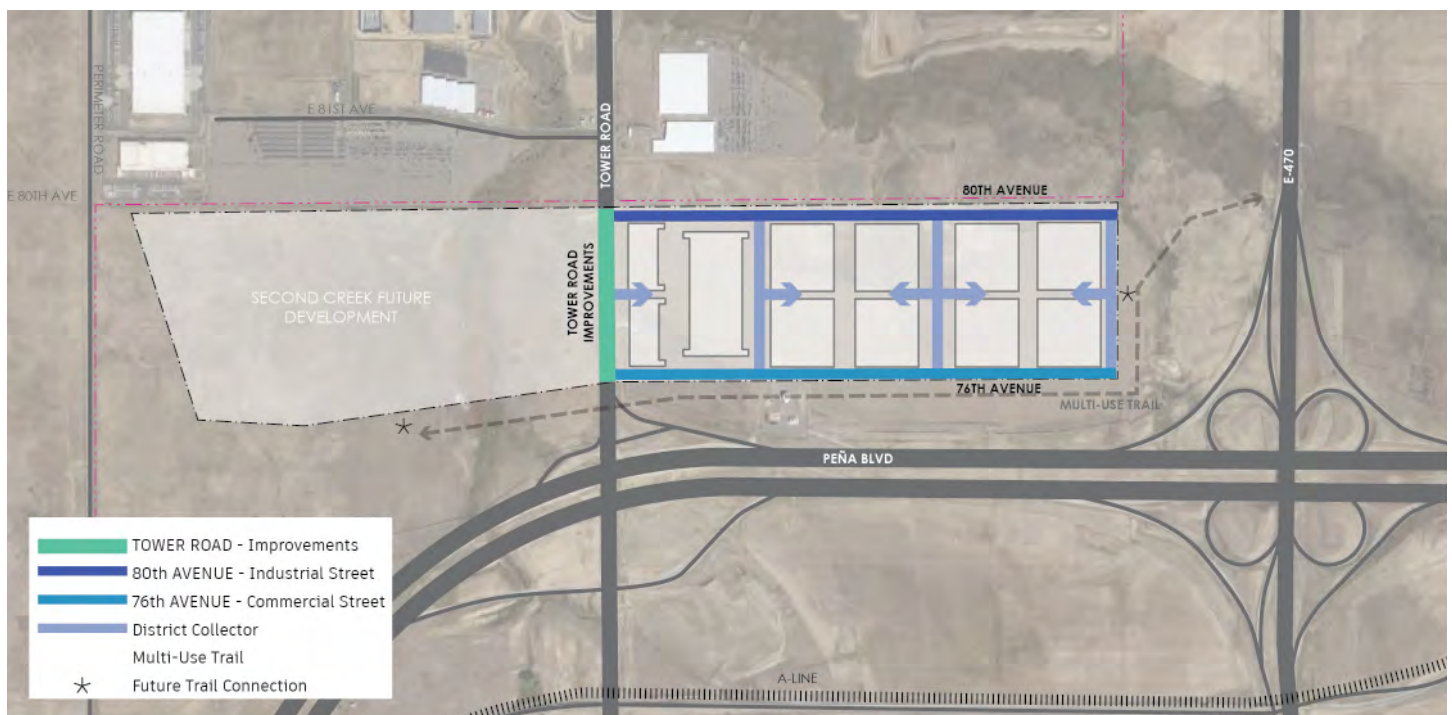 PERIMETER ROAD
E 81ST AVE
TOWER ROAD
E-470
E 80TH AVE
80TH AVENUE
TOWER ROAD
IMPROVEMENTS
SECOND CREEK FUTURE
DEVELOPMENT
76TH AVENUE
MULTI-USE TRAIL
PEÑA BLVD
TOWER ROAD - Improvements
80th AVENUE - Industrial Street
76th AVENUE - Commercial Street
District Collector
Multi-Use Trail
Future Trail Connection
A-LINE